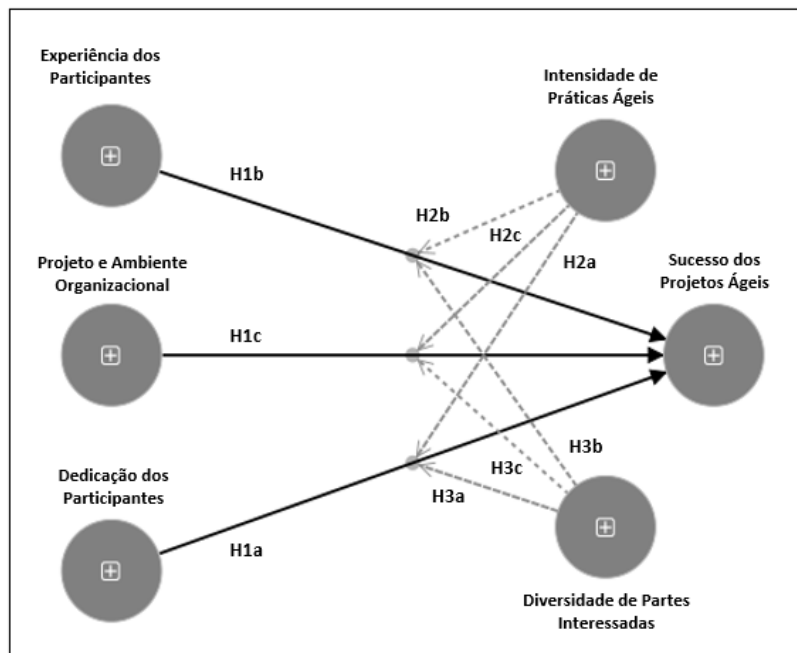 Experiência dos
Participantes
Intensidade de
Práticas Ágeis
H1b
H2b
H2c
H2a
Projeto e Ambiente
Organizacional
Sucesso dos
Projetos Ágeis
H1c
H3b
H3c
H3a
Dedicação dos
Participantes
H1a
Diversidade de Partes
Interessadas